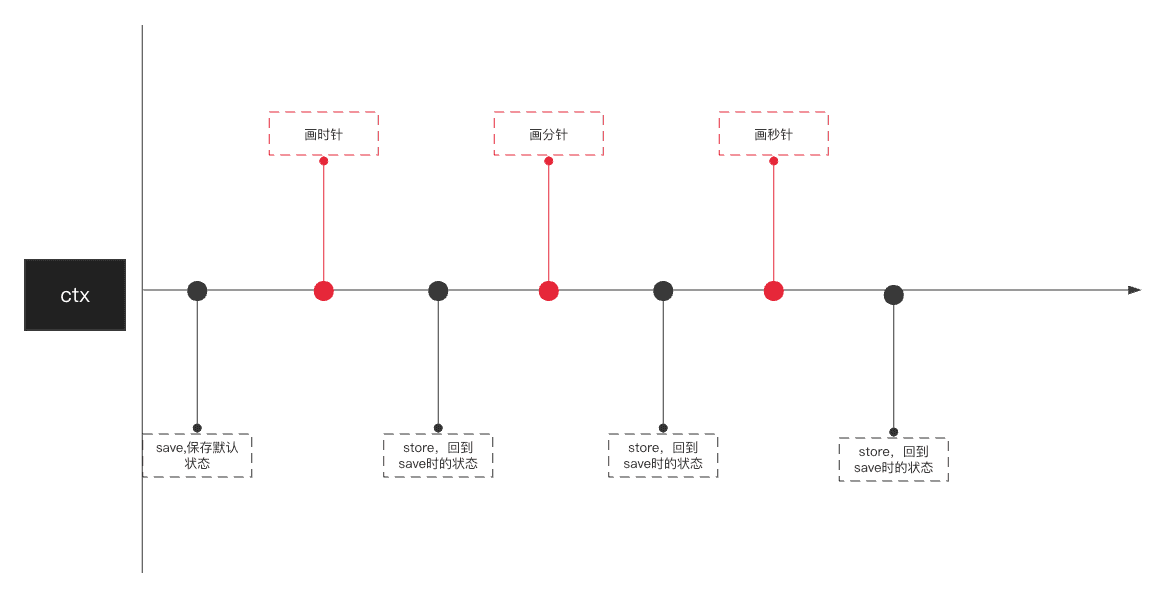 画时针
画分针
画秒针
ctx
save,保存默认
状态
store，回到
save时的状态
store，回到
save时的状态
store，回到
save时的状态